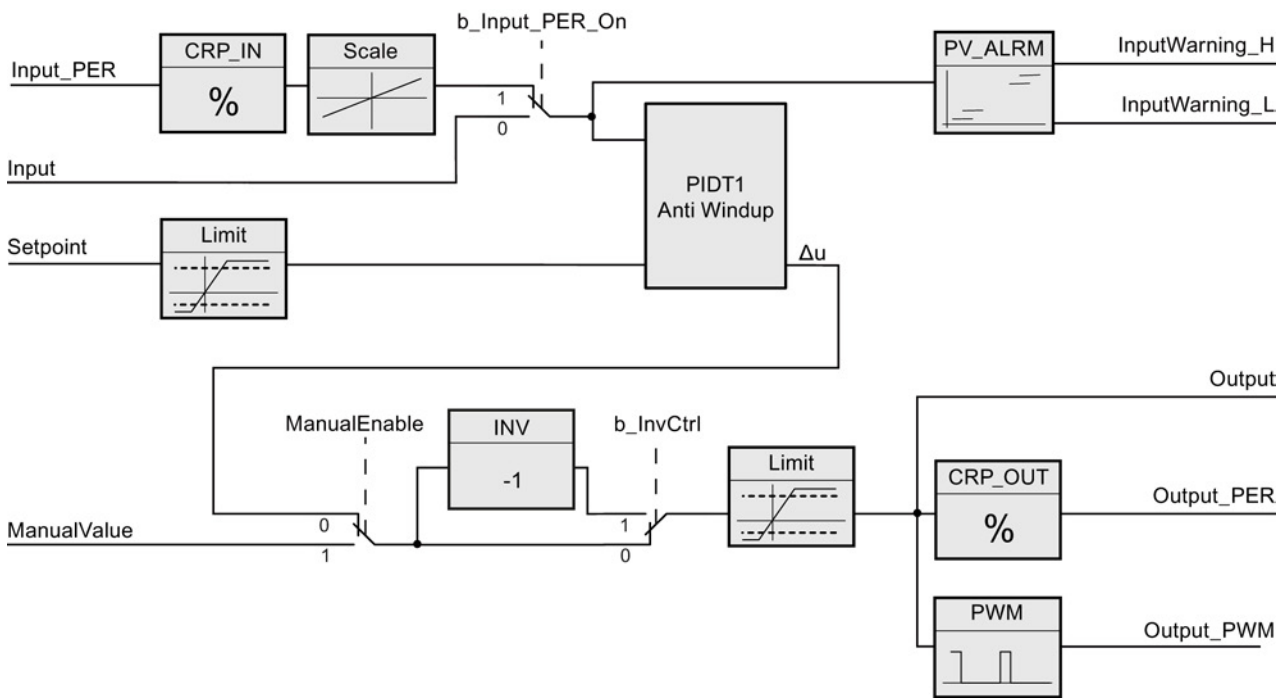 b_Input_PER_On
CRP_IN
Scale
PV_ALRM
InputWarning_H
Input_PER
%
1
0
InputWarning_L
Input
PIDT1
Anti Windup
Setpoint
Limit
Δu
Output
ManualEnable
INV
-1
b_InvCtrl
Limit
CRP_OUT
%
Output_PER
0
1
ManualValue
1
0
PWM
Output_PWM